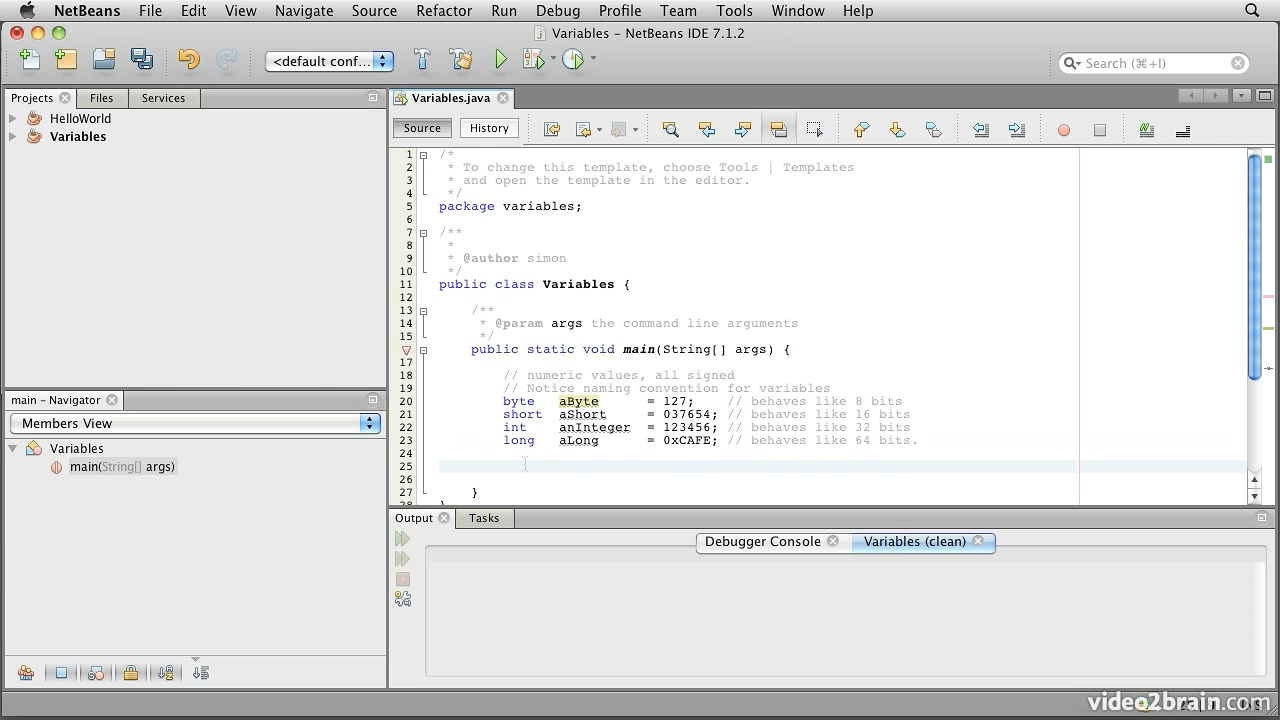 NetBeans File Edit View Navigate Source Refactor Run Debug Profile Team Tools Window Help
Variables - NetBeans IDE 7.1.2
<default conf...
Search (⌘+I)
Projects Files Services
HelloWorld
Variables
main - Navigator
Members View
Variables
main(String[] args)
Variables.java
Source History
1 /*
2 * To change this template, choose Tools | Templates
3 * and open the template in the editor.
4 */
5 package variables;
6
7 /**
8 *
9 * @author simon
10 */
11 public class Variables {
12
13 /**
14 * @param args the command line arguments
15 */
public static void main(String[] args) {
17
18 // numeric values, all signed
19 // Notice naming convention for variables
20 byte aByte = 127; // behaves like 8 bits
21 short aShort = 037654; // behaves like 16 bits
22 int anInteger = 123456; // behaves like 32 bits
23 long aLong = 0xCAFE; // behaves like 64 bits.
24
25
26
27 }
28 }
Output Tasks
Debugger Console Variables (clean)
video2brain.com